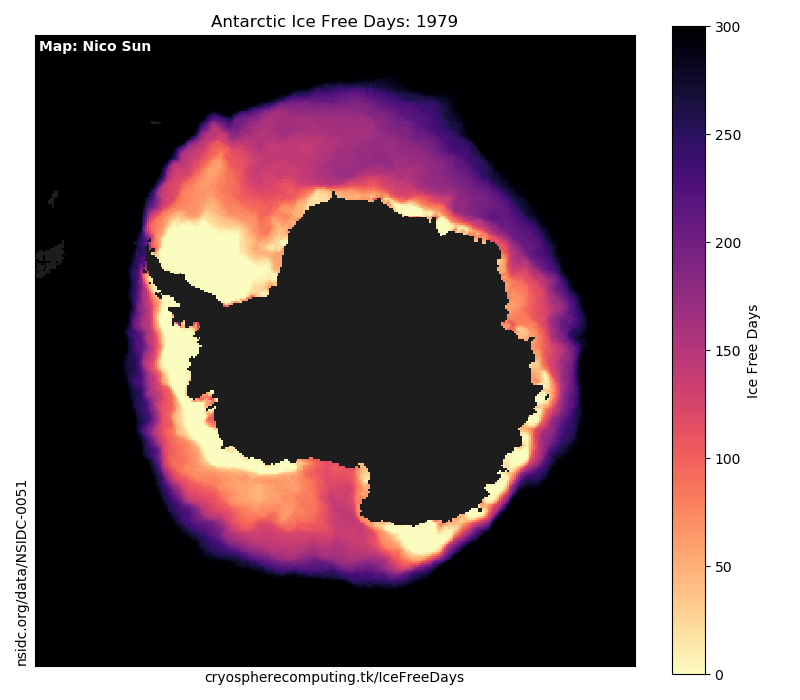 Antarctic Ice Free Days: 1979
Map: Nico Sun
300
250
200
150
100
50
0
Ice Free Days
nsidc.org/data/NSIDC-0051
cryospherecomputing.tk/IceFreeDays